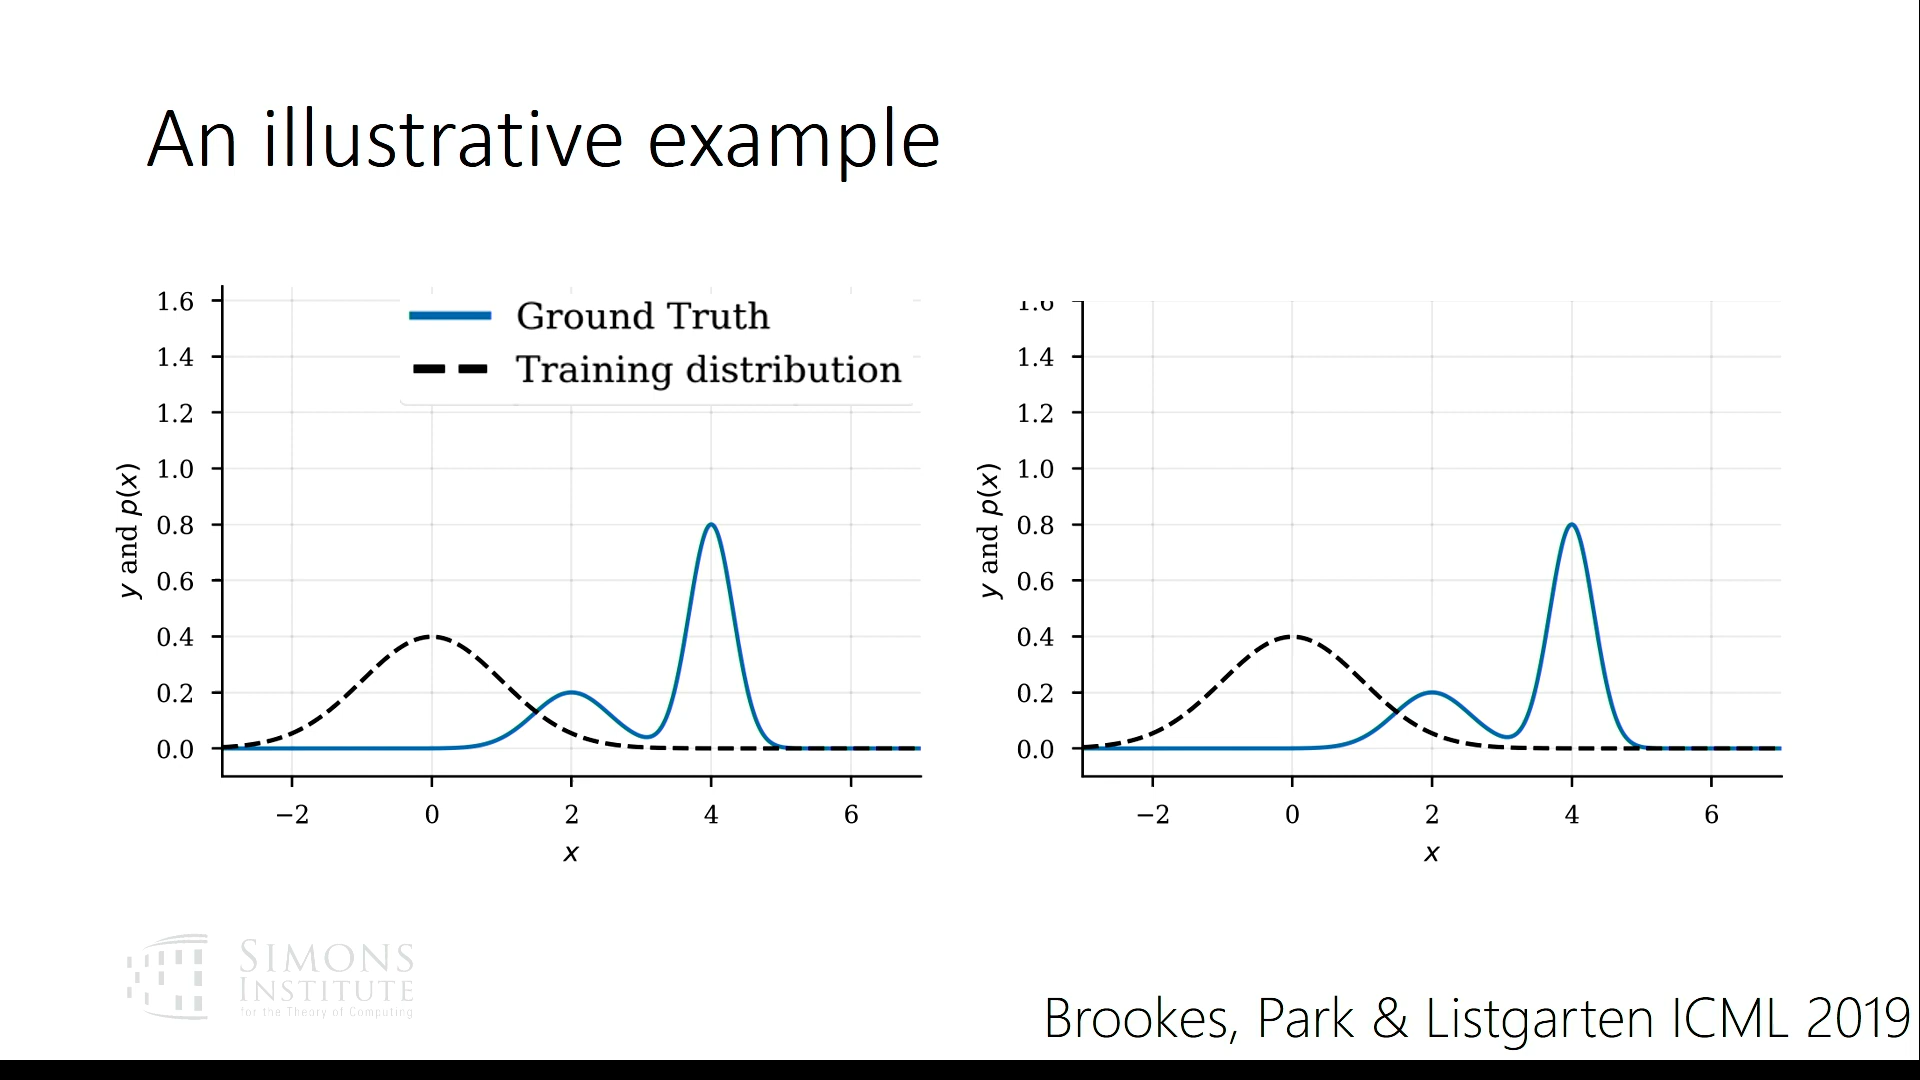 An illustrative example
1.6
1.4
1.2
1.0
0.8
0.6
0.4
0.2
0.0
y and p(x)
Ground Truth
Training distribution
−2 0 2 4 6
x
1.6
1.4
1.2
1.0
0.8
0.6
0.4
0.2
0.0
y and p(x)
−2 0 2 4 6
x
SIMONS
INSTITUTE
for the Theory of Computing
Brookes, Park & Listgarten ICML 2019